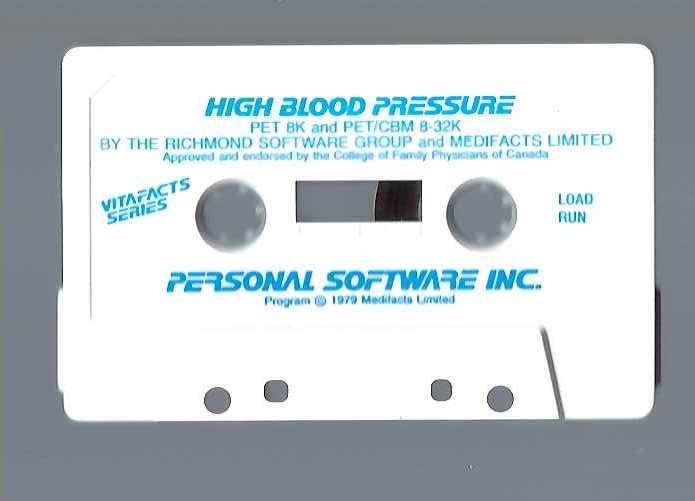 HIGH BLOOD PRESSURE
PET 8K and PET/CBM 8-32K
BY THE RICHMOND SOFTWARE GROUP and MEDIFACTS LIMITED
Approved and endorsed by the College of Family Physicians of Canada
VITAFACTS
SERIES
LOAD
RUN
PERSONAL SOFTWARE INC.
Program © 1979 Medifacts Limited